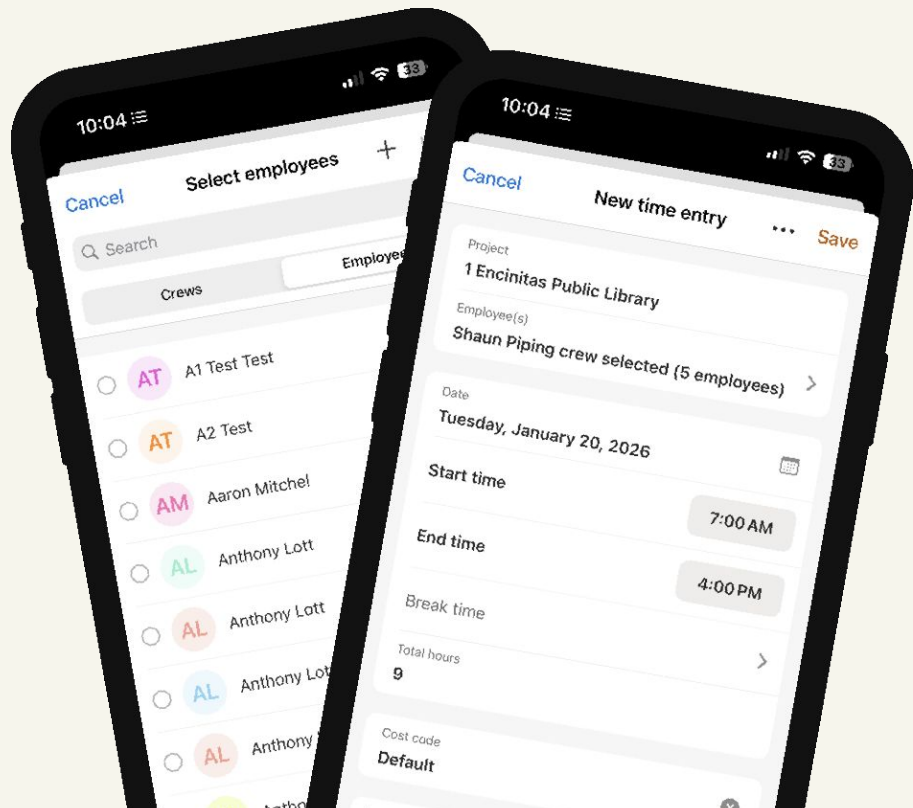 10:04
33
Cancel
Select employees
+
Search
Crews
AT
A1 Test Test
AT
A2 Test
AM
Aaron Mitchel
AL
Anthony Lott
AL
Anthony Lott
AL
AL
Anthony
10:04
33
Cancel
New time entry
...
Save
Project
1 Encinitas Public Library
Employee(s)
Shaun Piping crew selected (5 employees)
Date
Tuesday, January 20, 2026
Start time
7:00 AM
End time
4:00 PM
Break time
Total hours
9
Cost code
Default